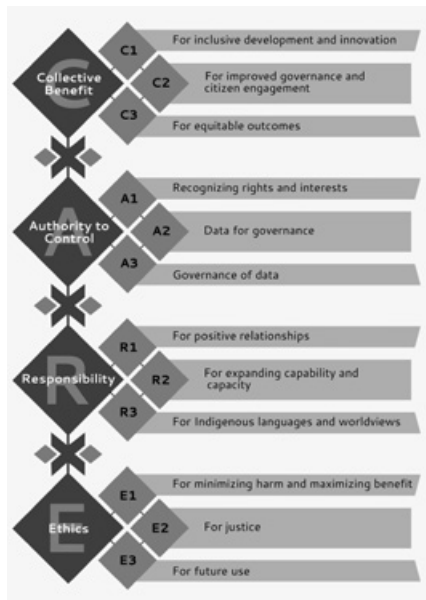 C
Collective
Benefit
C1
For inclusive development and innovation
C2
For improved governance and
citizen engagement
C3
For equitable outcomes
A
Authority to
Control
A1
Recognizing rights and interests
A2
Data for governance
A3
Governance of data
R
Responsibility
R1
For positive relationships
R2
For expanding capability and
capacity
R3
For Indigenous languages and worldviews
E
Ethics
E1
For minimizing harm and maximizing benefit
E2
For justice
E3
For future use